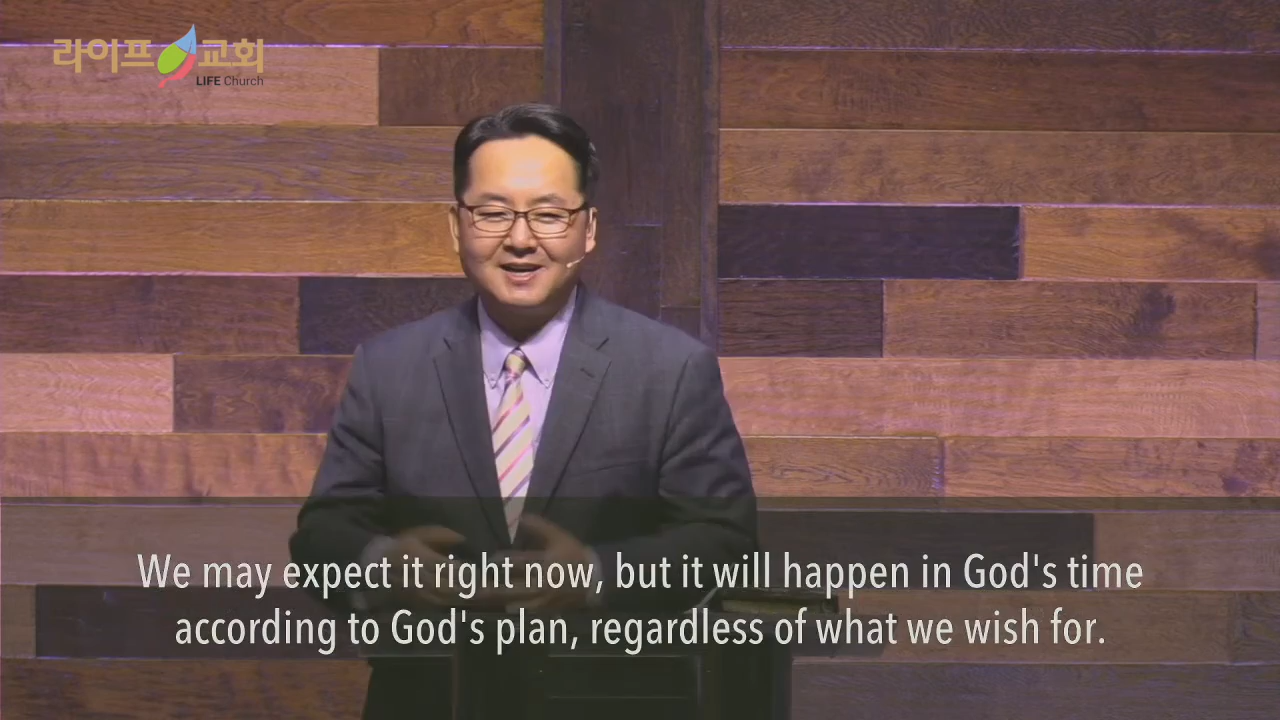 라이프 교회
LIFE Church
We may expect it right now, but it will happen in God's time
according to God's plan, regardless of what we wish for.